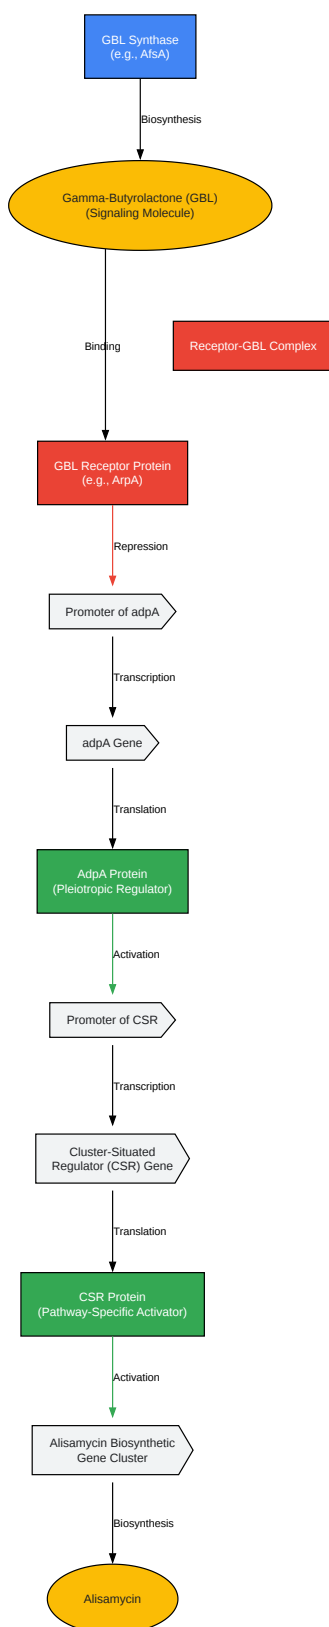 GBL Synthase
(e.g., AfsA)
Biosynthesis
Gamma-Butyrolactone (GBL)
(Signaling Molecule)
Binding
Receptor-GBL Complex
GBL Receptor Protein
(e.g., ArpA)
Repression
Promoter of adpA
Transcription
adpA Gene
Translation
AdpA Protein
(Pleiotropic Regulator)
Activation
Promoter of CSR
Transcription
Cluster-Situated
Regulator (CSR) Gene
Translation
CSR Protein
(Pathway-Specific Activator)
Activation
Alisamycin Biosynthetic
Gene Cluster
Biosynthesis
Alisamycin